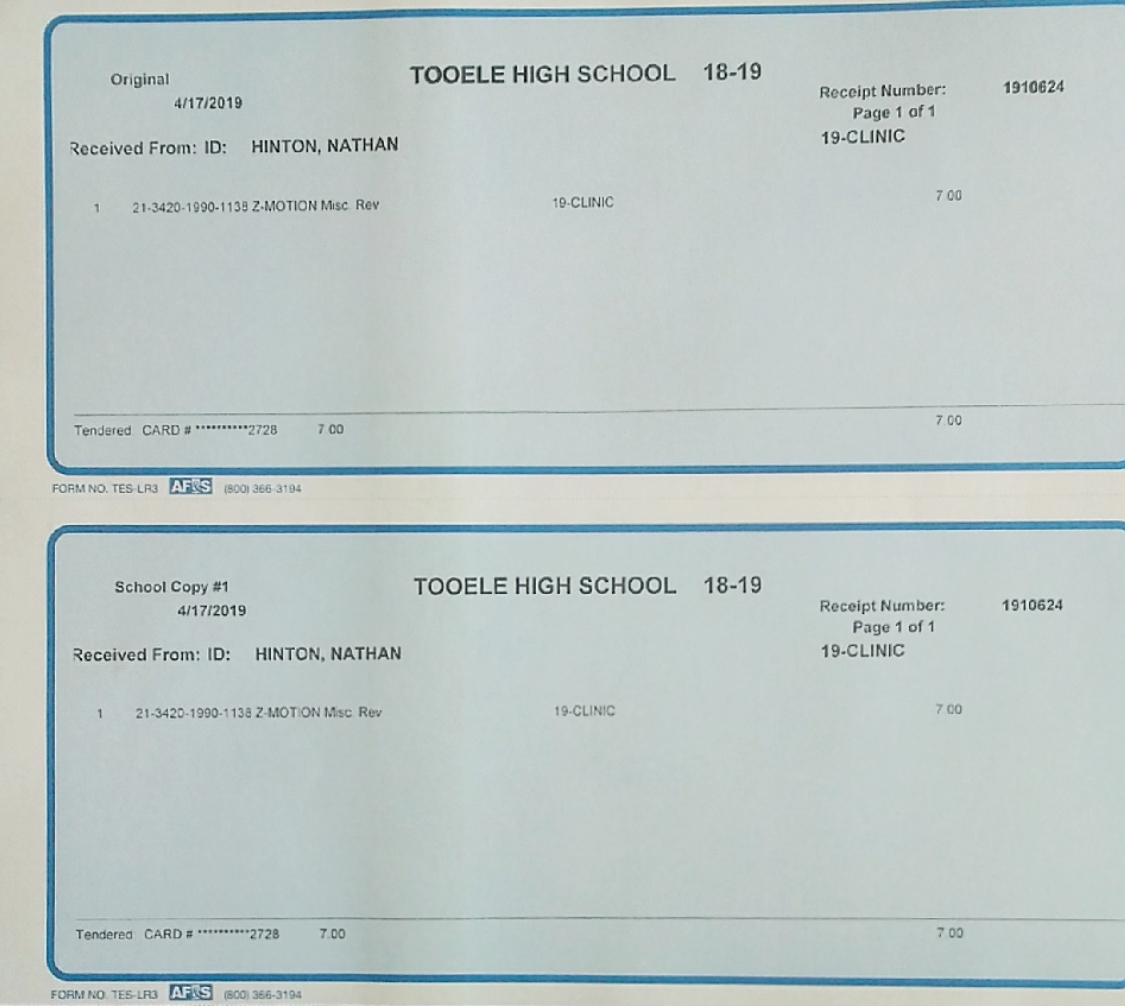 Original
TOOELE HIGH SCHOOL 18-19
4/17/2019
Receipt Number: 1910624
Page 1 of 1
19-CLINIC
Received From: ID: HINTON, NATHAN
1 21-3420-1990-1138 Z-MOTION Misc. Rev 19-CLINIC 7.00
7.00
Tendered: CARD # **********2728 7.00
FORM NO. TES-LR3 AF&S (800) 366-3194
School Copy #1
TOOELE HIGH SCHOOL 18-19
4/17/2019
Receipt Number: 1910624
Page 1 of 1
19-CLINIC
Received From: ID: HINTON, NATHAN
1 21-3420-1990-1138 Z-MOTION Misc. Rev 19-CLINIC 7.00
Tendered: CARD # **********2728 7.00 7.00
FORM NO. TES-LR3 AF&S (800) 366-3194